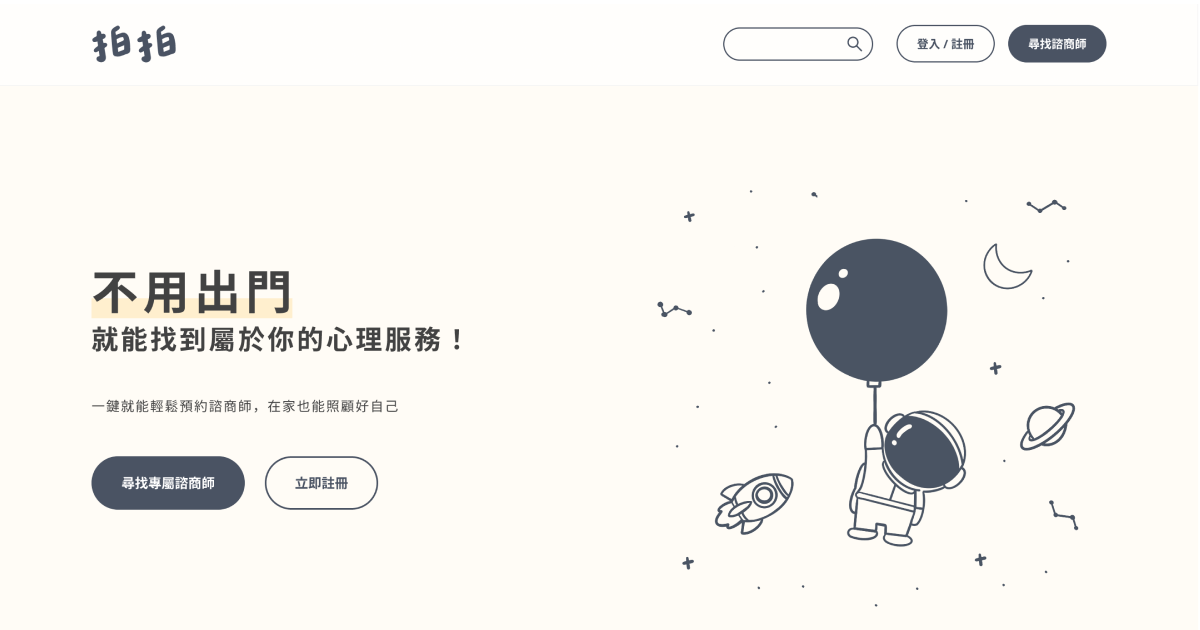 拍拍
登入 / 註冊
尋找諮商師
不用出門
就能找到屬於你的心理服務！
一鍵就能輕鬆預約諮商師，在家也能照顧好自己
尋找專屬諮商師
立即註冊